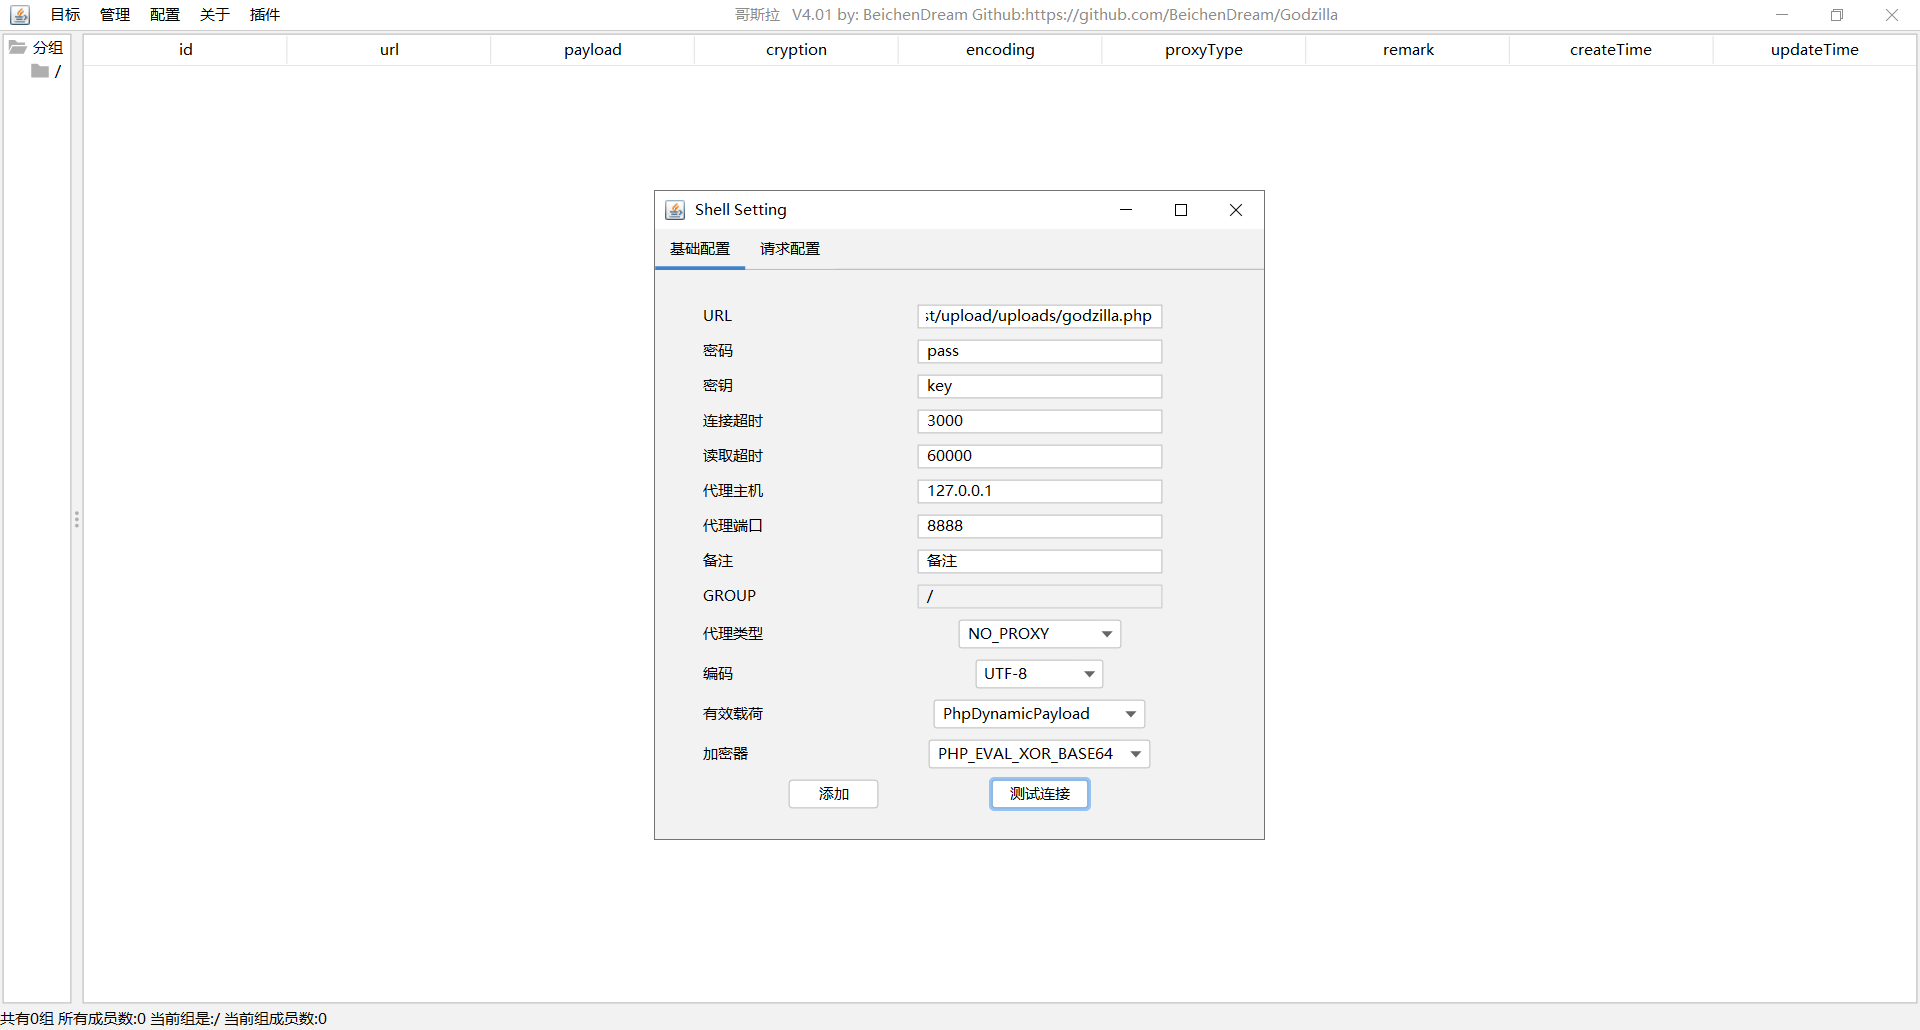 目标 管理 配置 关于 插件 哥斯拉 V4.01 by: BeichenDream Github:https://github.com/BeichenDream/Godzilla
分组
/
id url payload cryption encoding proxyType remark createTime updateTime
Shell Setting
基础配置 请求配置
URL st/upload/uploads/godzilla.php
密码 pass
密钥 key
连接超时 3000
读取超时 60000
代理主机 127.0.0.1
代理端口 8888
备注 备注
GROUP /
代理类型 NO_PROXY
编码 UTF-8
有效载荷 PhpDynamicPayload
加密器 PHP_EVAL_XOR_BASE64
添加 测试连接
共有0组 所有成员数:0 当前组是:/ 当前组成员数:0